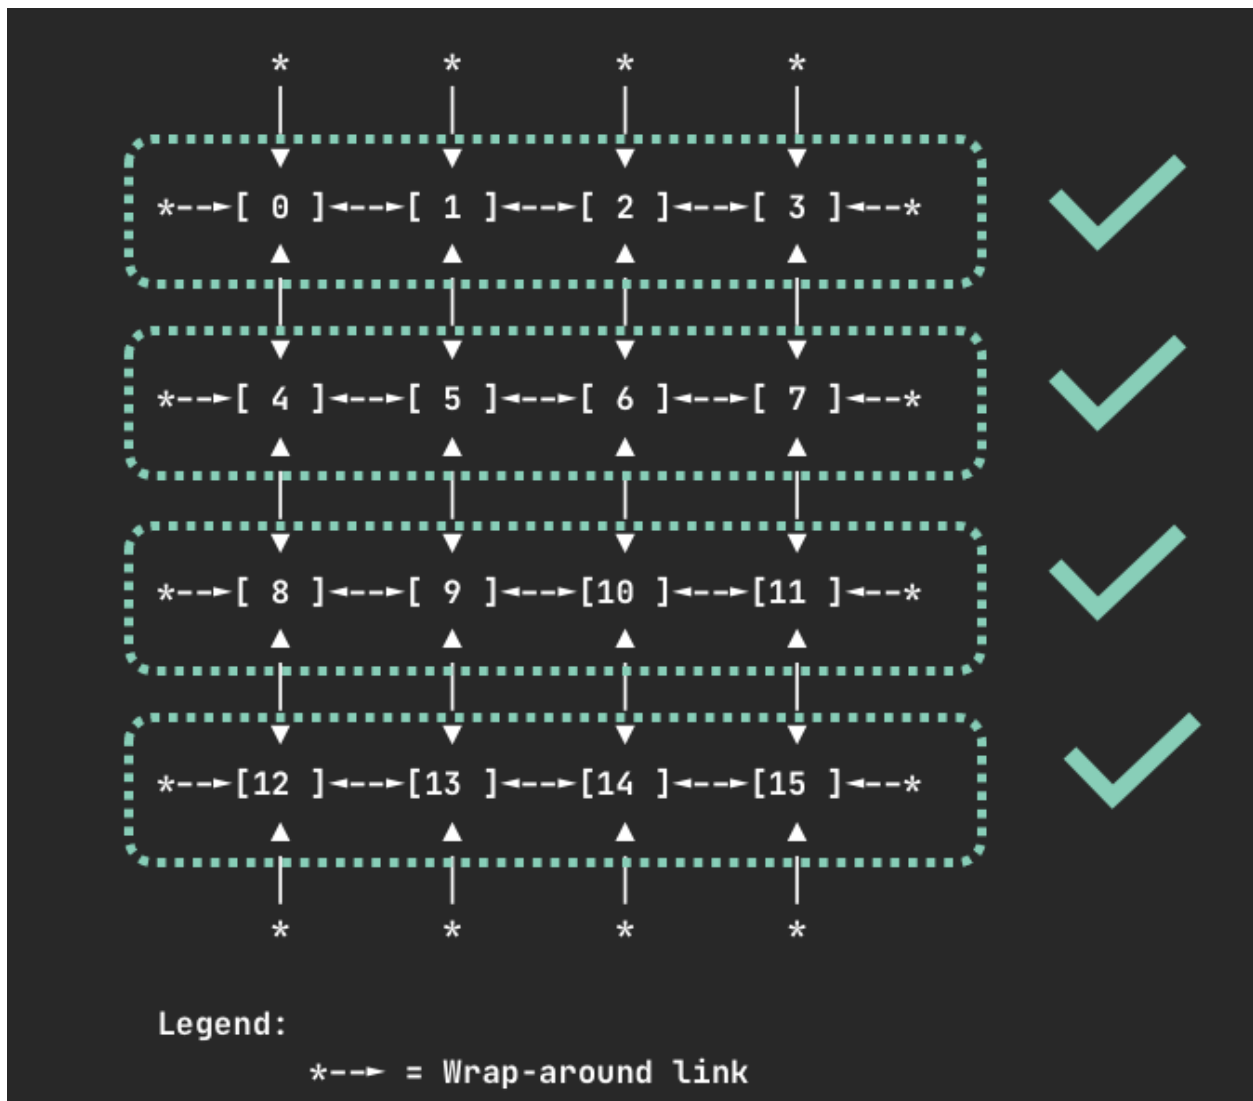 * * * *
*--►[ 0 ]◄--►[ 1 ]◄--►[ 2 ]◄--►[ 3 ]◄--*
*--►[ 4 ]◄--►[ 5 ]◄--►[ 6 ]◄--►[ 7 ]◄--*
*--►[ 8 ]◄--►[ 9 ]◄--►[10 ]◄--►[11 ]◄--*
*--►[12 ]◄--►[13 ]◄--►[14 ]◄--►[15 ]◄--*
* * * *
Legend:
*--► = Wrap-around link